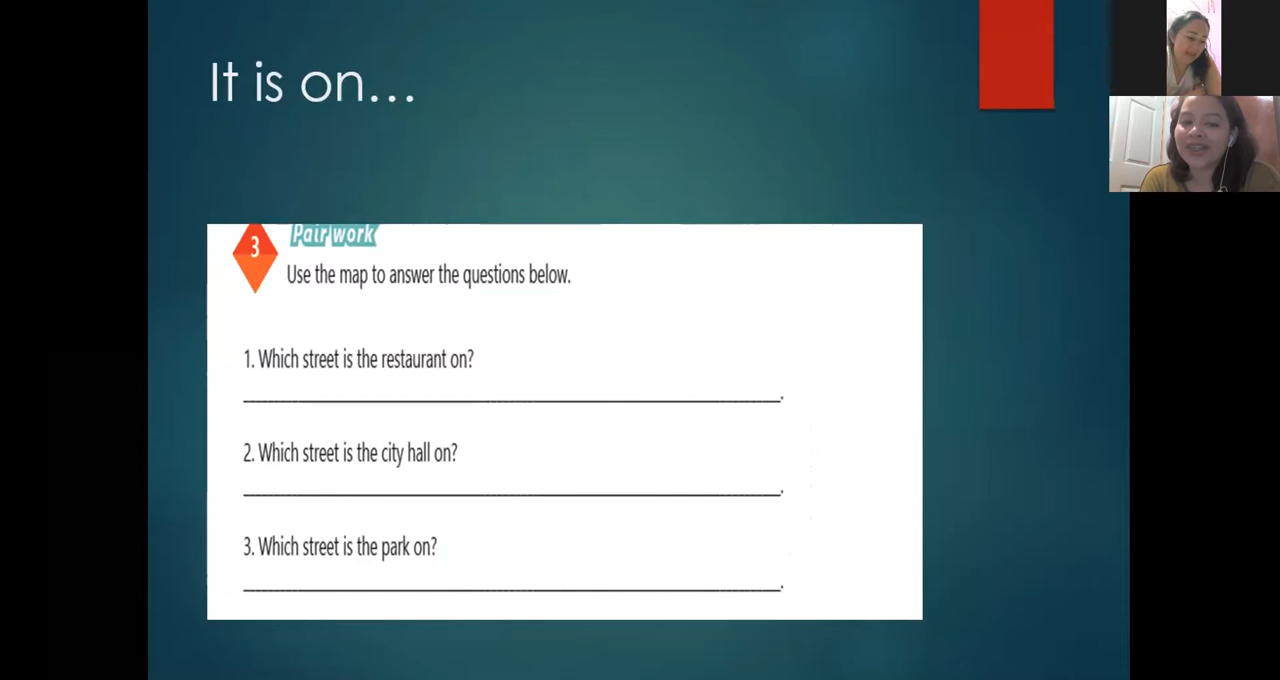 It is on...
3
Pair work
Use the map to answer the questions below.
1. Which street is the restaurant on?
.
2. Which street is the city hall on?
.
3. Which street is the park on?
.